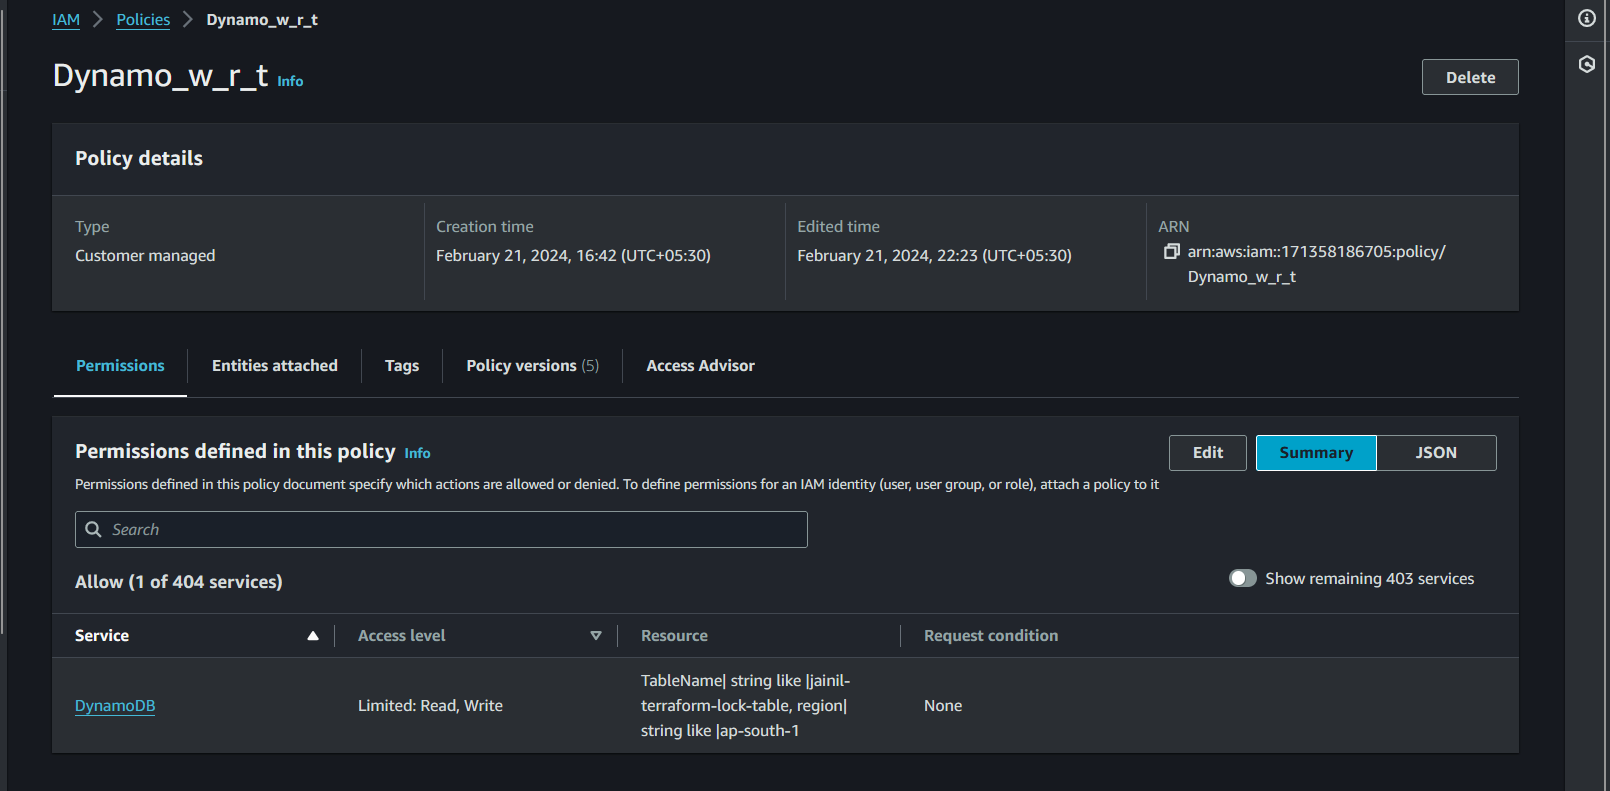 IAM > Policies > Dynamo_w_r_t
Dynamo_w_r_t Info
Delete
Policy details
Type
Customer managed
Creation time
February 21, 2024, 16:42 (UTC+05:30)
Edited time
February 21, 2024, 22:23 (UTC+05:30)
ARN
arn:aws:iam::171358186705:policy/
Dynamo_w_r_t
Permissions
Entities attached
Tags
Policy versions (5)
Access Advisor
Permissions defined in this policy Info
Permissions defined in this policy document specify which actions are allowed or denied. To define permissions for an IAM identity (user, user group, or role), attach a policy to it
Edit
Summary
JSON
Search
Allow (1 of 404 services)
Show remaining 403 services
Service
Access level
Resource
Request condition
DynamoDB
Limited: Read, Write
TableName| string like |jainil-
terraform-lock-table, region|
string like |ap-south-1
None